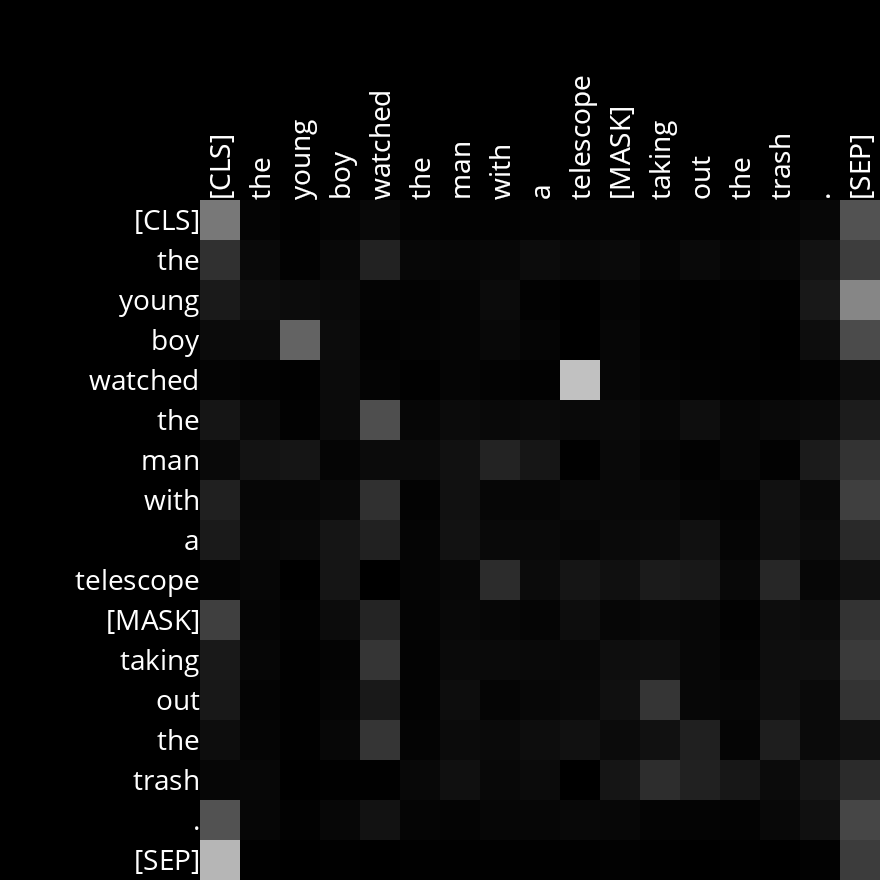 [CLS]
the
young
boy
watched
the
man
with
a
telescope
[MASK]
taking
out
the
trash
.
[SEP]
[CLS]
the
young
boy
watched
the
man
with
a
telescope
[MASK]
taking
out
the
trash
.
[SEP]